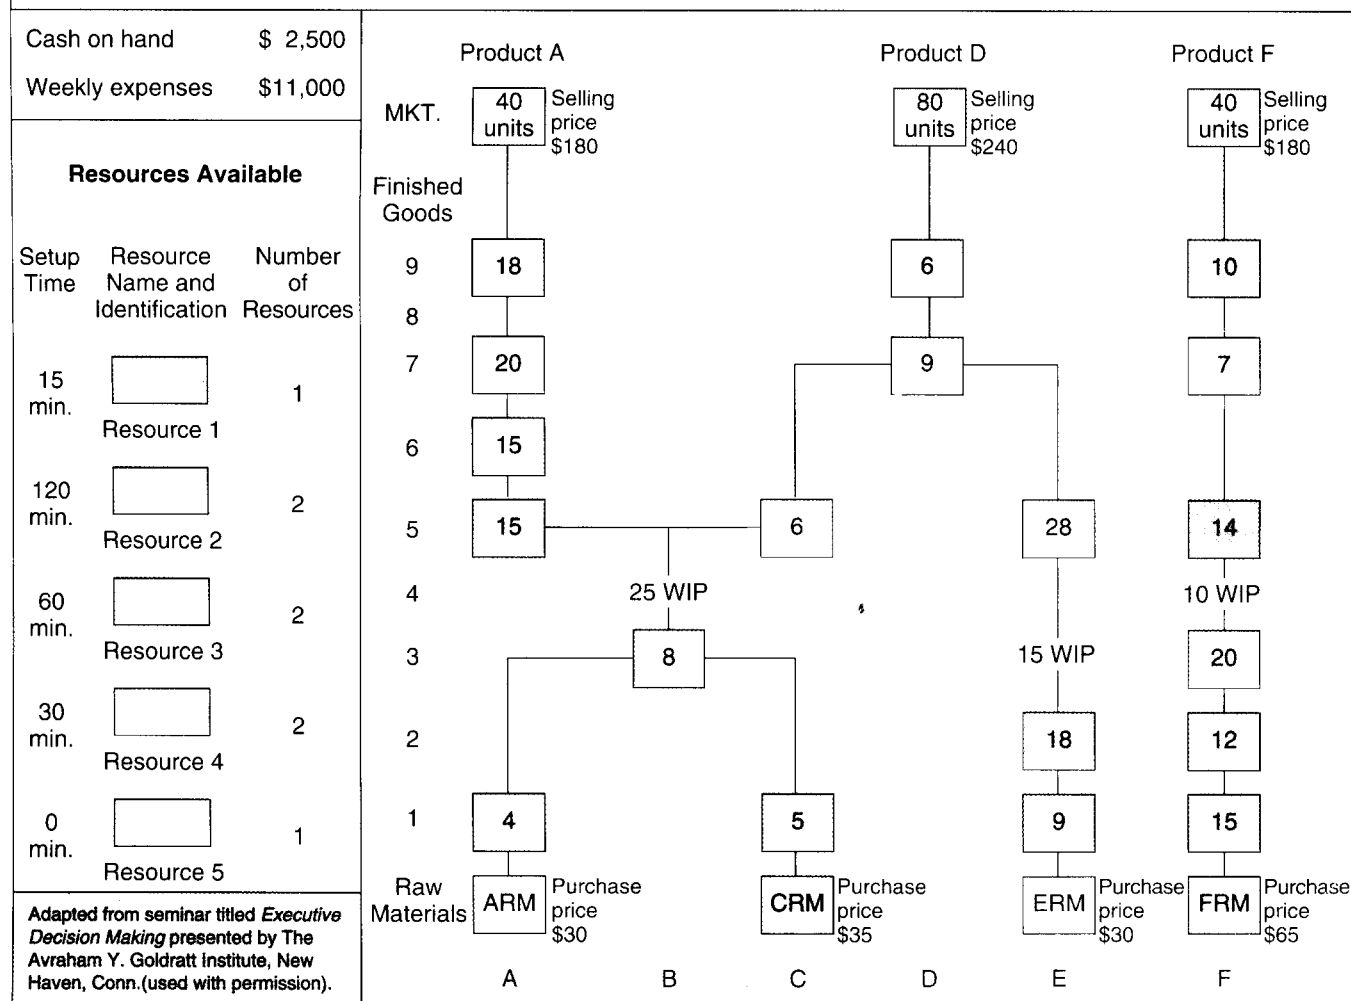 Cash on hand $ 2,500
Weekly expenses $11,000
Resources Available
Setup Time
Resource Name and Identification
Number of Resources
15 min.
Resource 1
1
120 min.
Resource 2
2
60 min.
Resource 3
2
30 min.
Resource 4
2
0 min.
Resource 5
1
Adapted from seminar titled Executive
Decision Making presented by The
Avraham Y. Goldratt Institute, New
Haven, Conn.(used with permission).
Product A Product D Product F
MKT.
40 units
Selling price $180
80 units
Selling price $240
40 units
Selling price $180
Finished
Goods
9 18 6 10
8
7 20 9 7
6 15
5 15 6 28 14
4 25 WIP 10 WIP
3 8 15 WIP 20
2 18 12
1 4 5 9 15
Raw
Materials
ARM
Purchase price $30
CRM
Purchase price $35
ERM
Purchase price $30
FRM
Purchase price $65
A B C D E F